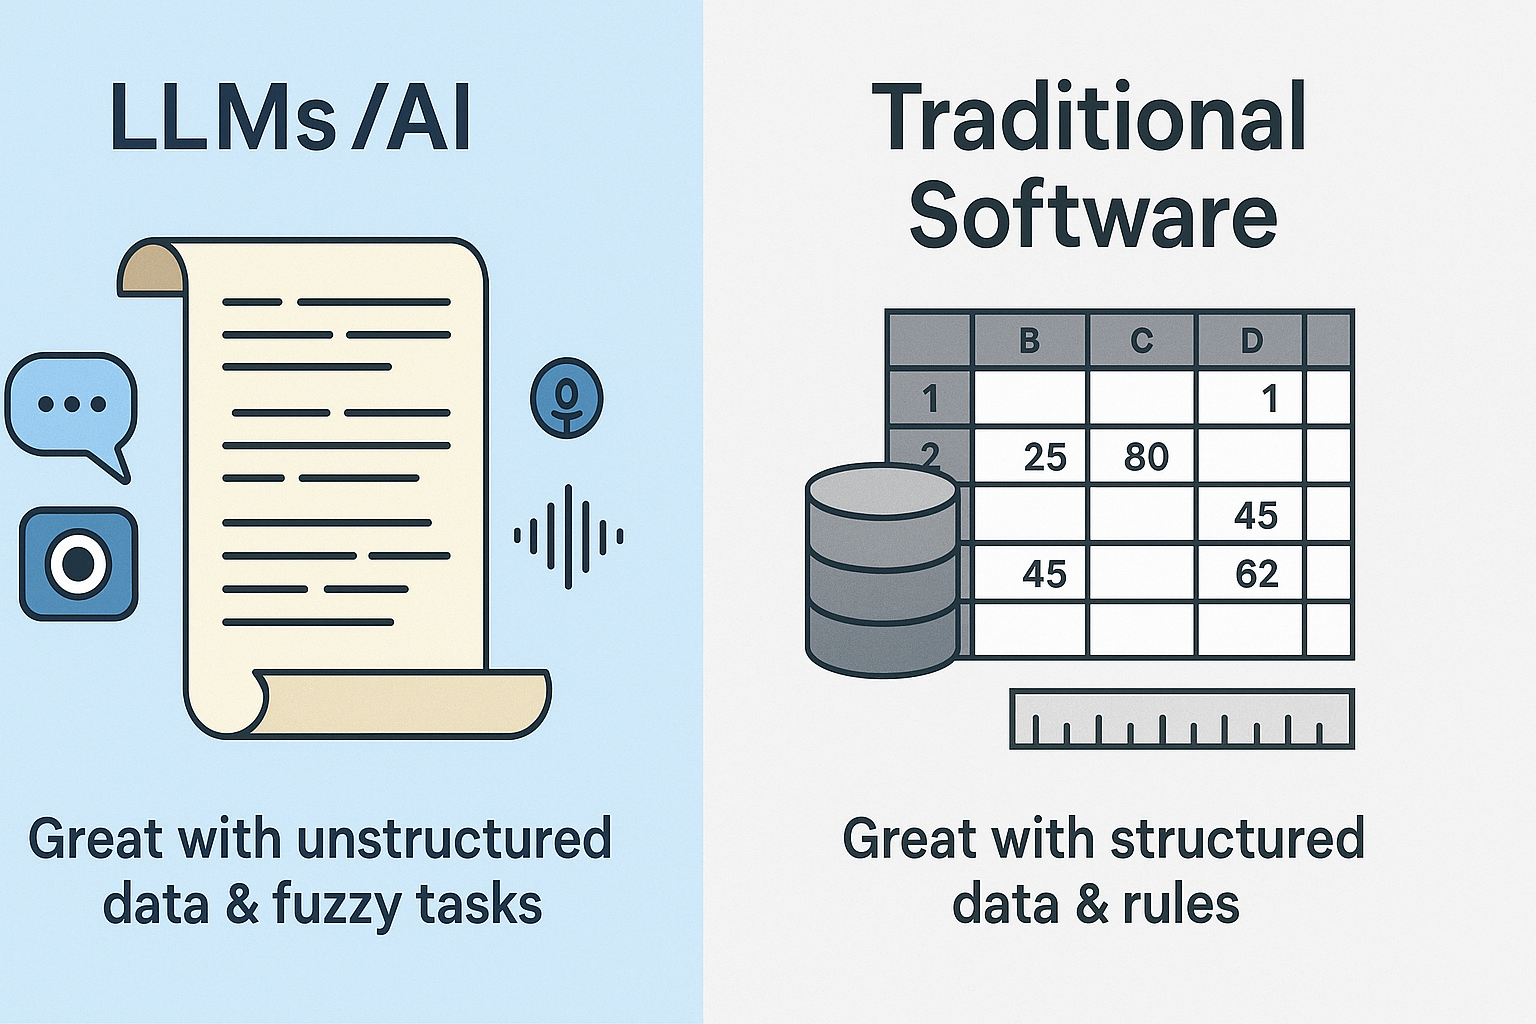 LLMs/AI
Great with unstructured
data & fuzzy tasks
Traditional
Software
B C D
1 1
2 25 80
45
45 62
Great with structured
data & rules